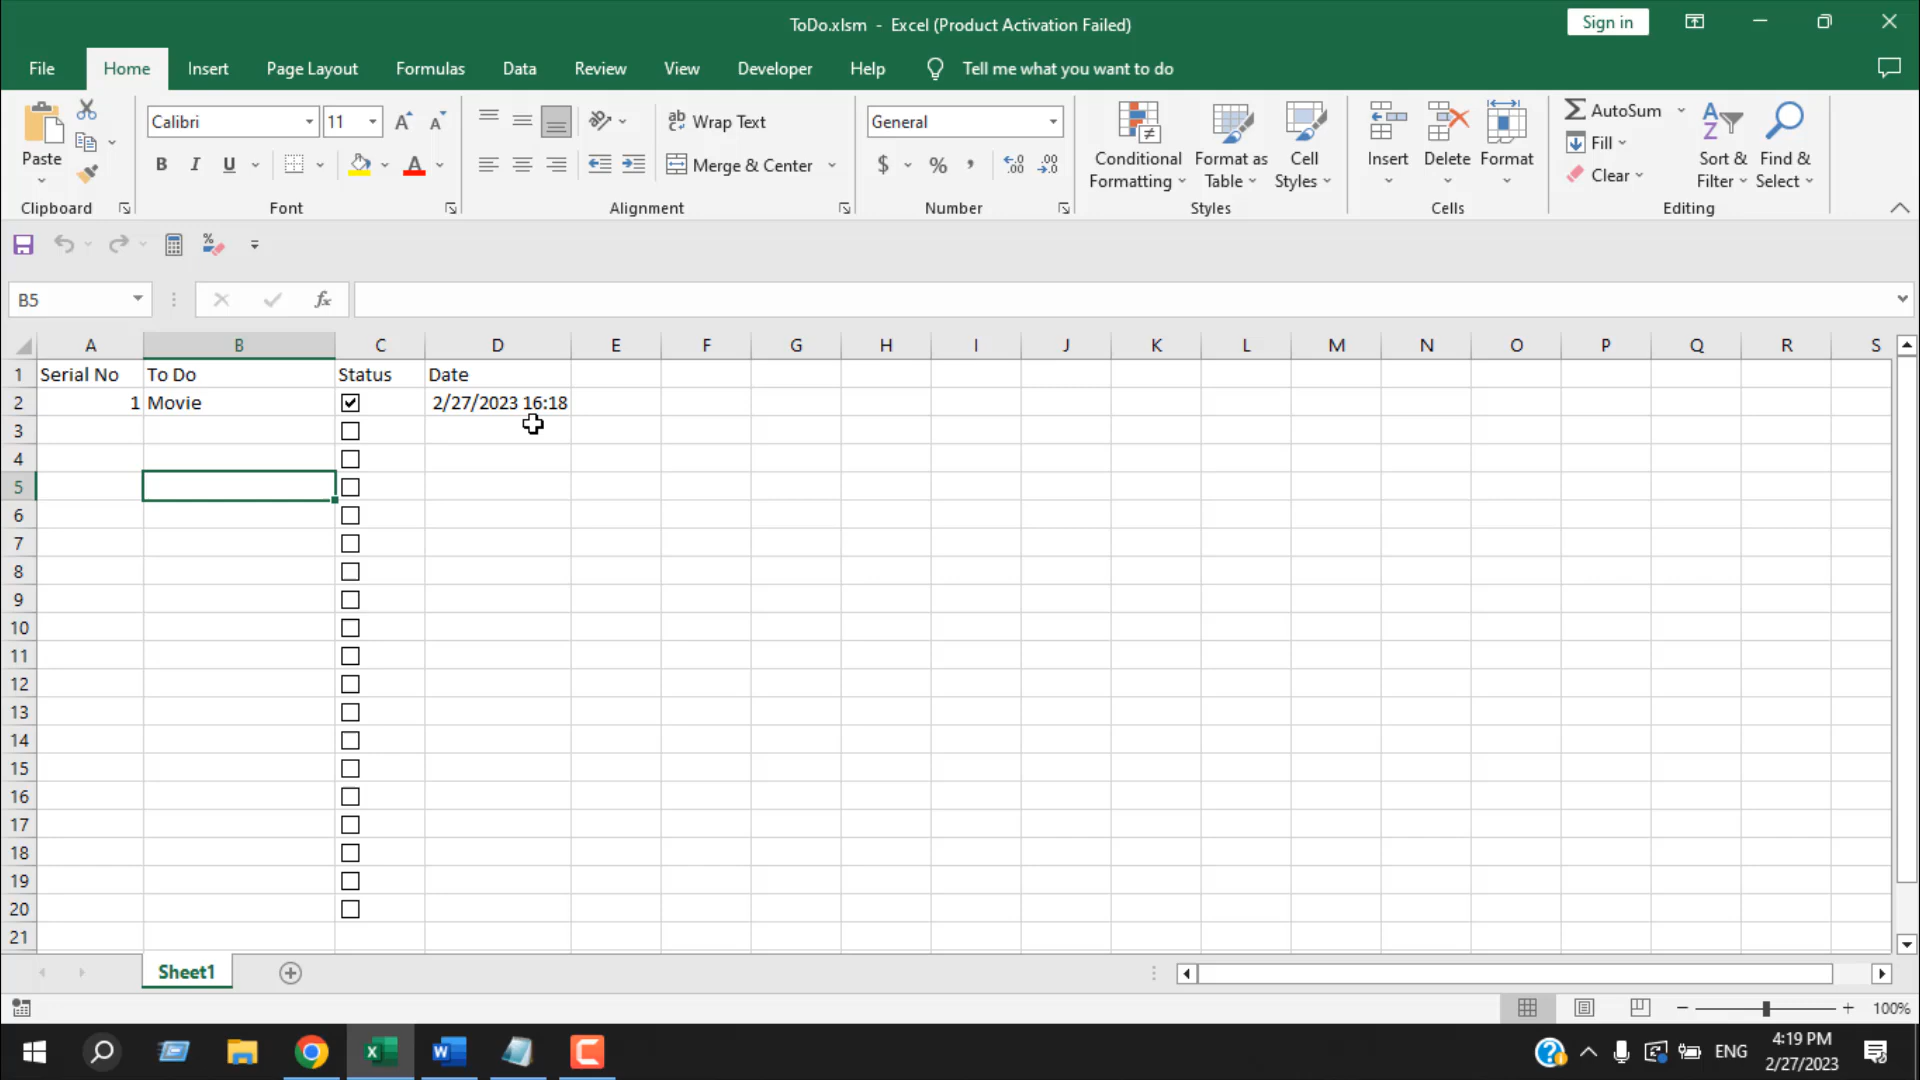 ToDo.xlsm - Excel (Product Activation Failed)
Sign in
File Home Insert Page Layout Formulas Data Review View Developer Help Tell me what you want to do
Paste
Clipboard
Calibri 11
B I U A
Font
ab Wrap Text
Merge & Center
Alignment
General
$ % ,
Number
Conditional Formatting
Format as Table
Cell Styles
Styles
Insert Delete Format
Cells
AutoSum
Fill
Clear
Sort & Filter
Find & Select
Editing
B5
fx
A B C D E F G H I J K L M N O P Q R S
1 Serial No To Do Status Date
2 1 Movie 2/27/2023 16:18
3
4
5
6
7
8
9
10
11
12
13
14
15
16
17
18
19
20
21
Sheet1
100%
ENG
4:19 PM
2/27/2023